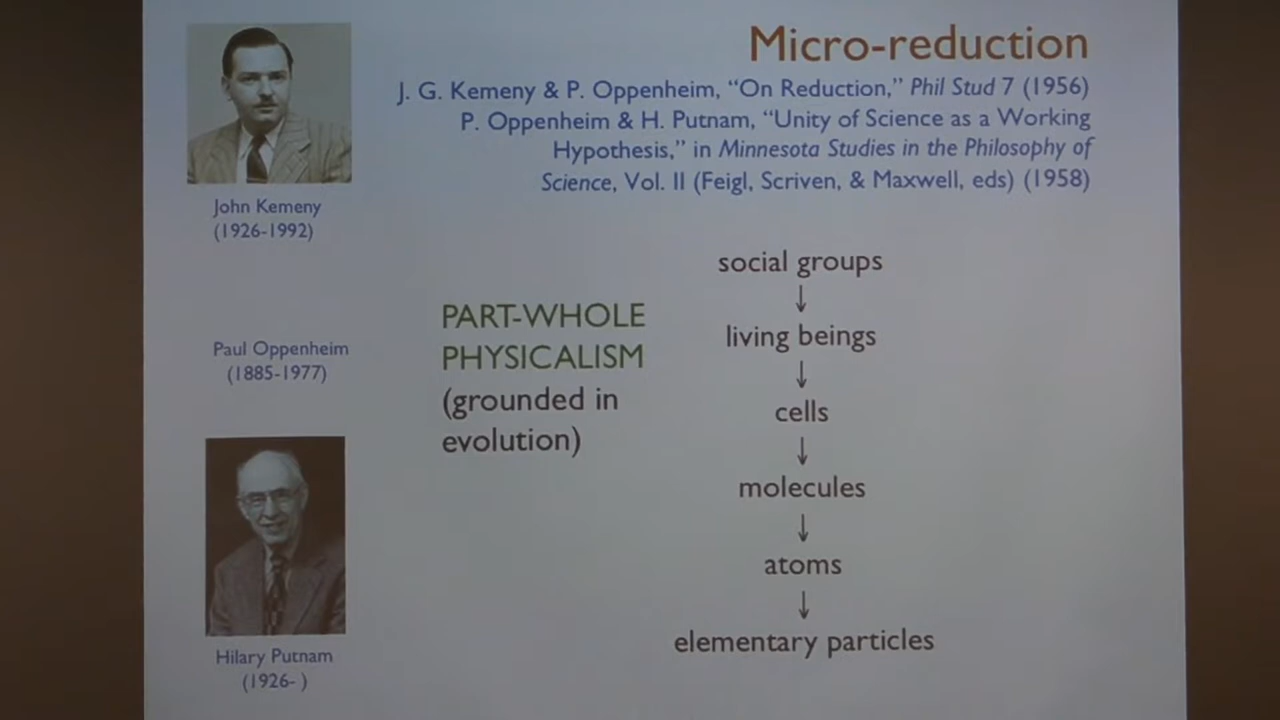 Micro-reduction
J. G. Kemeny & P. Oppenheim, “On Reduction,” Phil Stud 7 (1956)
P. Oppenheim & H. Putnam, “Unity of Science as a Working
Hypothesis,” in Minnesota Studies in the Philosophy of
Science, Vol. II (Feigl, Scriven, & Maxwell, eds) (1958)
John Kemeny
(1926-1992)
Paul Oppenheim
(1885-1977)
Hilary Putnam
(1926- )
PART-WHOLE
PHYSICALISM
(grounded in
evolution)
social groups
↓
living beings
↓
cells
↓
molecules
↓
atoms
↓
elementary particles